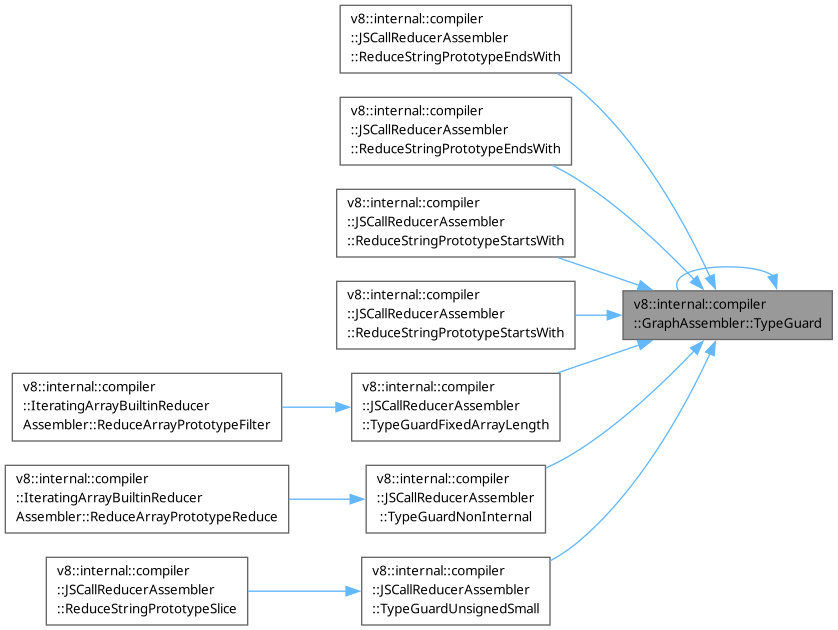 v8::internal::compiler
::JSCallReducerAssembler
::ReduceStringPrototypeEndsWith
v8::internal::compiler
::JSCallReducerAssembler
::ReduceStringPrototypeEndsWith
v8::internal::compiler
::JSCallReducerAssembler
::ReduceStringPrototypeStartsWith
v8::internal::compiler
::JSCallReducerAssembler
::ReduceStringPrototypeStartsWith
v8::internal::compiler
::GraphAssembler::TypeGuard
v8::internal::compiler
::IteratingArrayBuiltinReducer
Assembler::ReduceArrayPrototypeFilter
v8::internal::compiler
::JSCallReducerAssembler
::TypeGuardFixedArrayLength
v8::internal::compiler
::IteratingArrayBuiltinReducer
Assembler::ReduceArrayPrototypeReduce
v8::internal::compiler
::JSCallReducerAssembler
::TypeGuardNonInternal
v8::internal::compiler
::JSCallReducerAssembler
::ReduceStringPrototypeSlice
v8::internal::compiler
::JSCallReducerAssembler
::TypeGuardUnsignedSmall